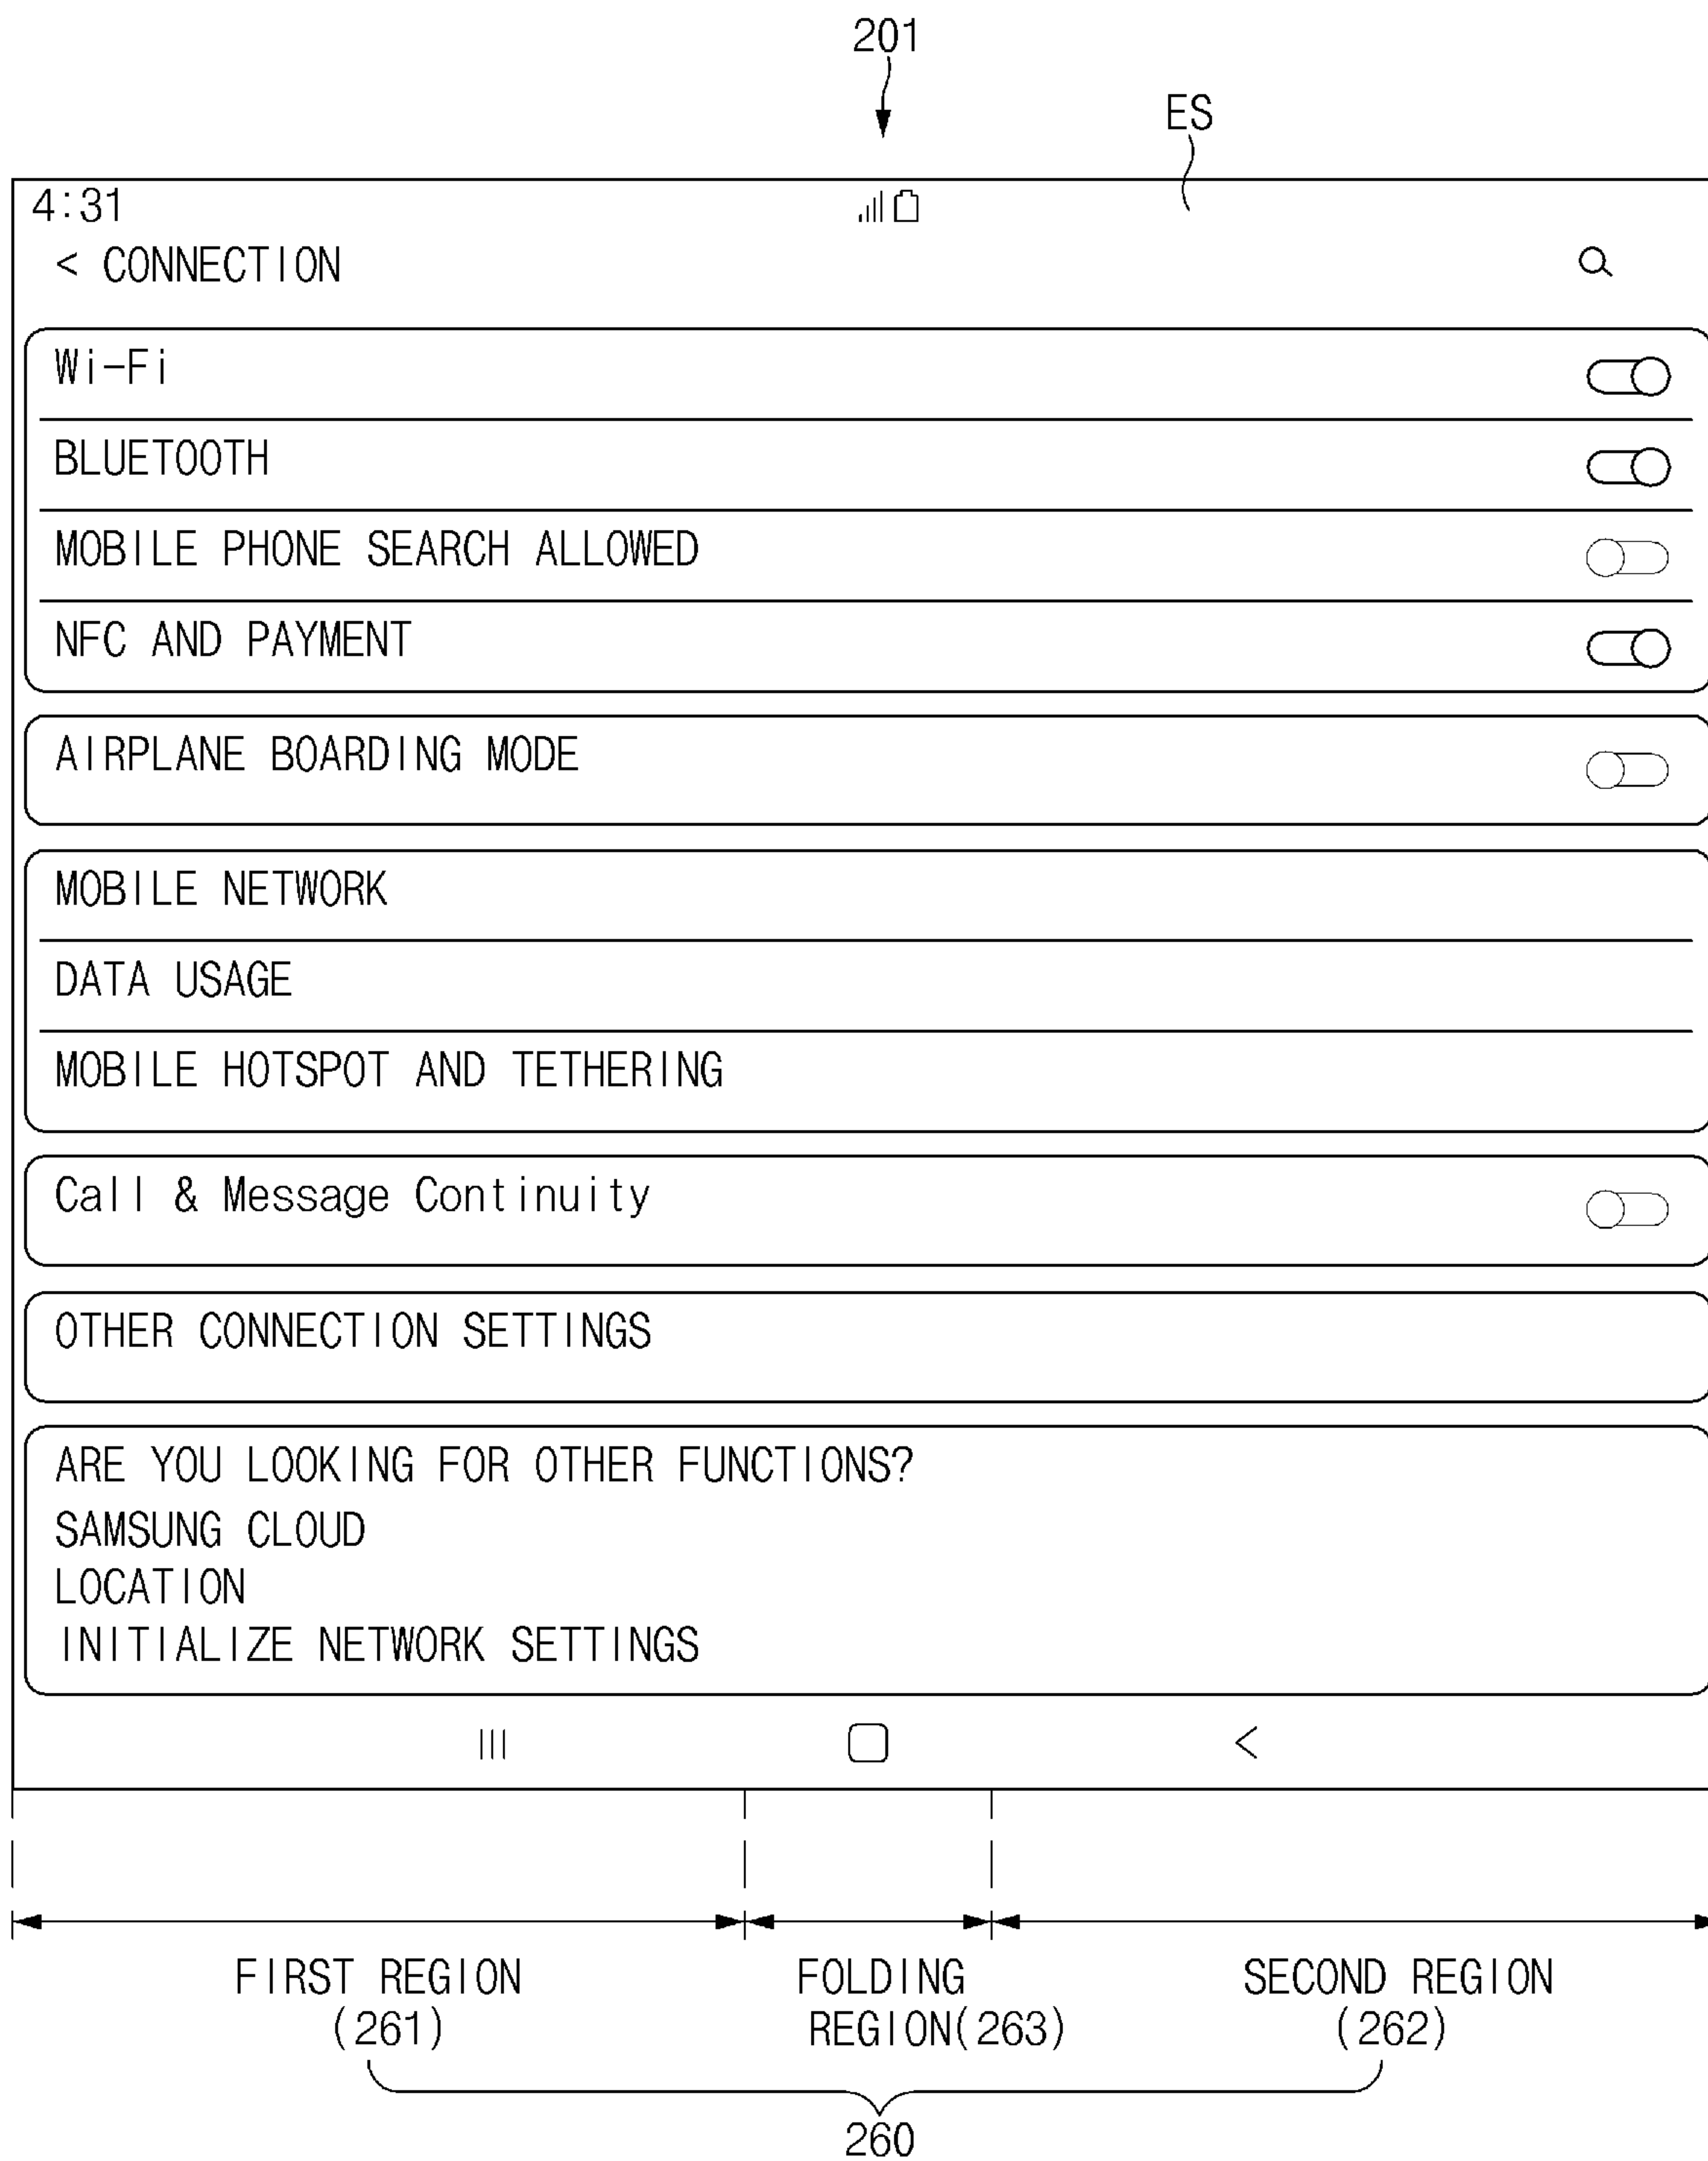 201
ES
4:31
< CONNECTION
Wi-Fi
BLUETOOTH
MOBILE PHONE SEARCH ALLOWED
NFC AND PAYMENT
AIRPLANE BOARDING MODE
MOBILE NETWORK
DATA USAGE
MOBILE HOTSPOT AND TETHERING
Call & Message Continuity
OTHER CONNECTION SETTINGS
ARE YOU LOOKING FOR OTHER FUNCTIONS?
SAMSUNG CLOUD
LOCATION
INITIALIZE NETWORK SETTINGS
FIRST REGION
(261)
FOLDING
REGION(263)
SECOND REGION
(262)
260